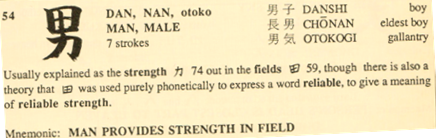 54
男
DAN, NAN, otoko
MAN, MALE
7 strokes
男子 DANSHI boy
長男 CHŌNAN eldest boy
男気 OTOKOGI gallantry
Usually explained as the strength 力 74 out in the fields 田 59, though there is also a
theory that 田 was used purely phonetically to express a word reliable, to give a meaning
of reliable strength.
Mnemonic: MAN PROVIDES STRENGTH IN FIELD